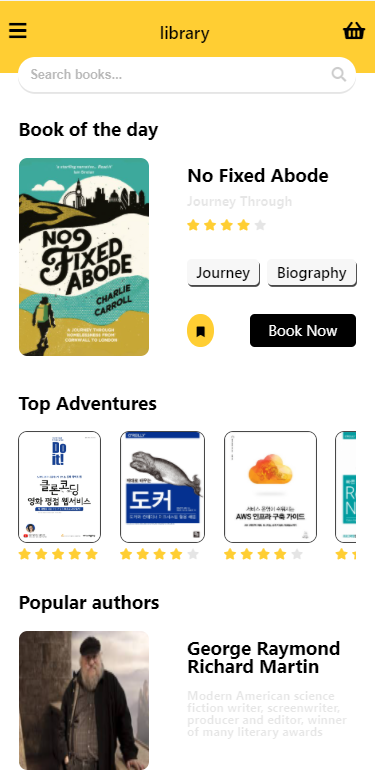 library
Search books...
Book of the day
NO
FIXED
ABODE
CHARLIE
CARROLL
A JOURNEY THROUGH
HOMELESSNESS FROM
CORNWALL TO LONDON
No Fixed Abode
Journey Through
Journey
Biography
Book Now
Top Adventures
Do
it!
클론코딩
영화 평점 웹서비스
O'REILLY
도커
AWS 인프라 구축 가이드
Popular authors
George Raymond
Richard Martin
Modern American science
fiction writer, screenwriter,
producer and editor, winner
of many literary awards